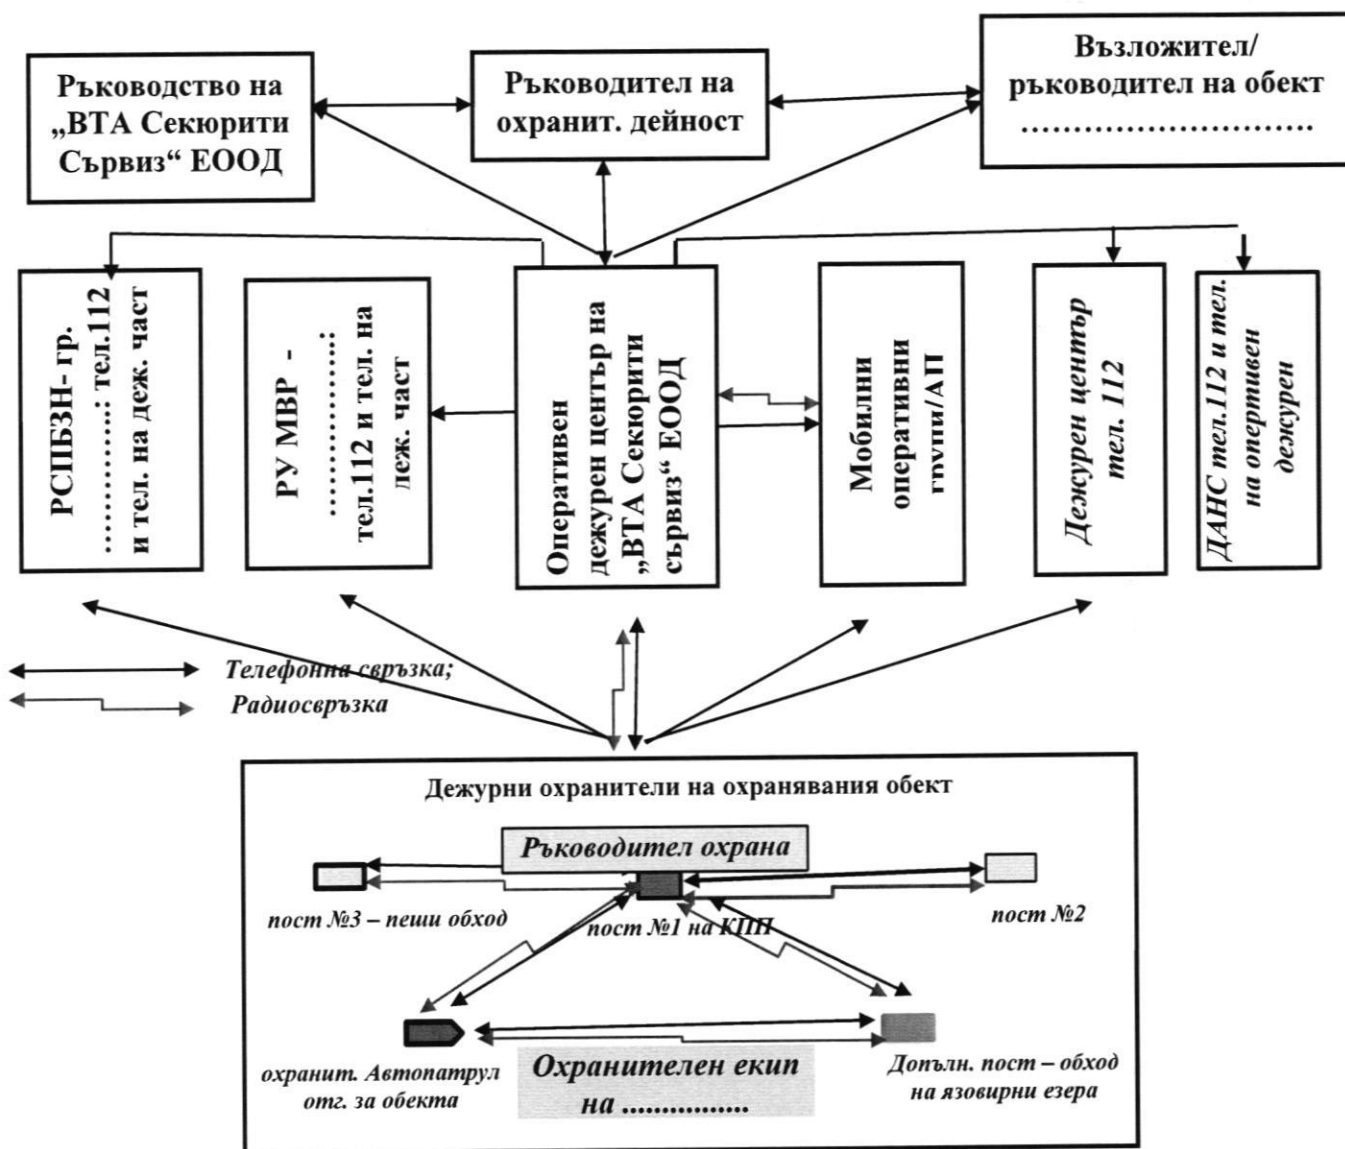 Ръководство на
„ВТА Секюрити
Сървиз“ ЕООД
Ръководител на
охранит. дейност
Възложител/
ръководител на обект
................................
РСПБЗН- гр.
..............: тел.112
и тел. на деж. част
РУ МВР -
..................:
тел.112 и тел. на
деж. част
Оперативен
дежурен център на
„ВТА Секюрити
сървиз“ ЕООД
Мобилни
оперативни
групи/АП
Дежурен център
тел. 112
ДАНС тел.112 и тел.
на опертивен
дежурен
Телефонна свръзка;
Радиосвръзка
Дежурни охранители на охранявания обект
Ръководител охрана
пост №3 – пеши обход
пост №1 на КПП
пост №2
охранит. Автопатрул
отг. за обекта
Охранителен екип
на ................
Допълн. пост – обход
на язовирни езера